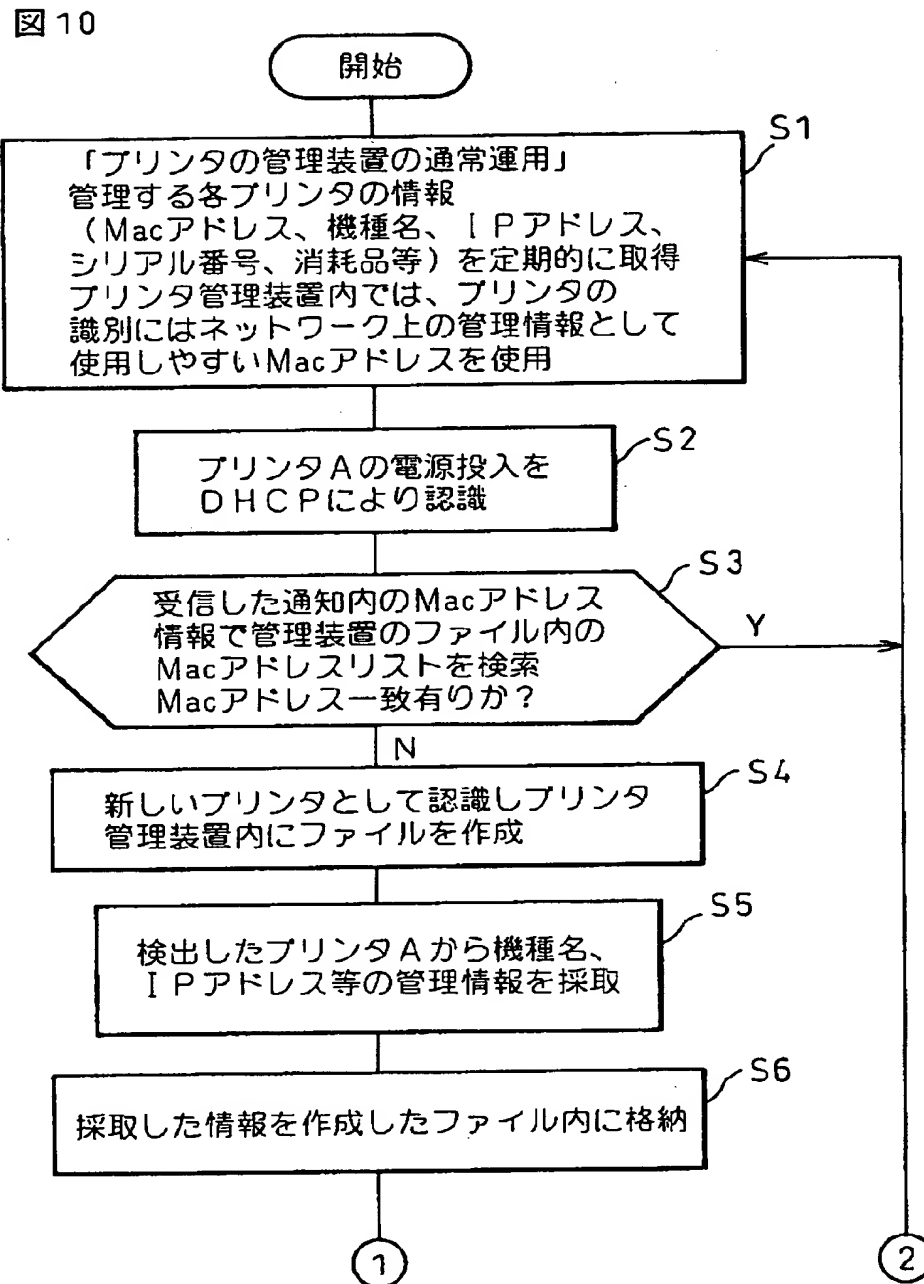 図10
開始
S1
「プリンタの管理装置の通常運用」
管理する各プリンタの情報
(Macアドレス、機種名、IPアドレス、
シリアル番号、消耗品等)を定期的に取得
プリンタ管理装置内では、プリンタの
識別にはネットワーク上の管理情報として
使用しやすいMacアドレスを使用
S2
プリンタAの電源投入を
DHCPにより認識
S3
受信した通知内のMacアドレス
情報で管理装置のファイル内の
Macアドレスリストを検索
Macアドレス一致有りか?
Y
N
S4
新しいプリンタとして認識しプリンタ
管理装置内にファイルを作成
S5
検出したプリンタAから機種名、
IPアドレス等の管理情報を採取
S6
採取した情報を作成したファイル内に格納
1
2